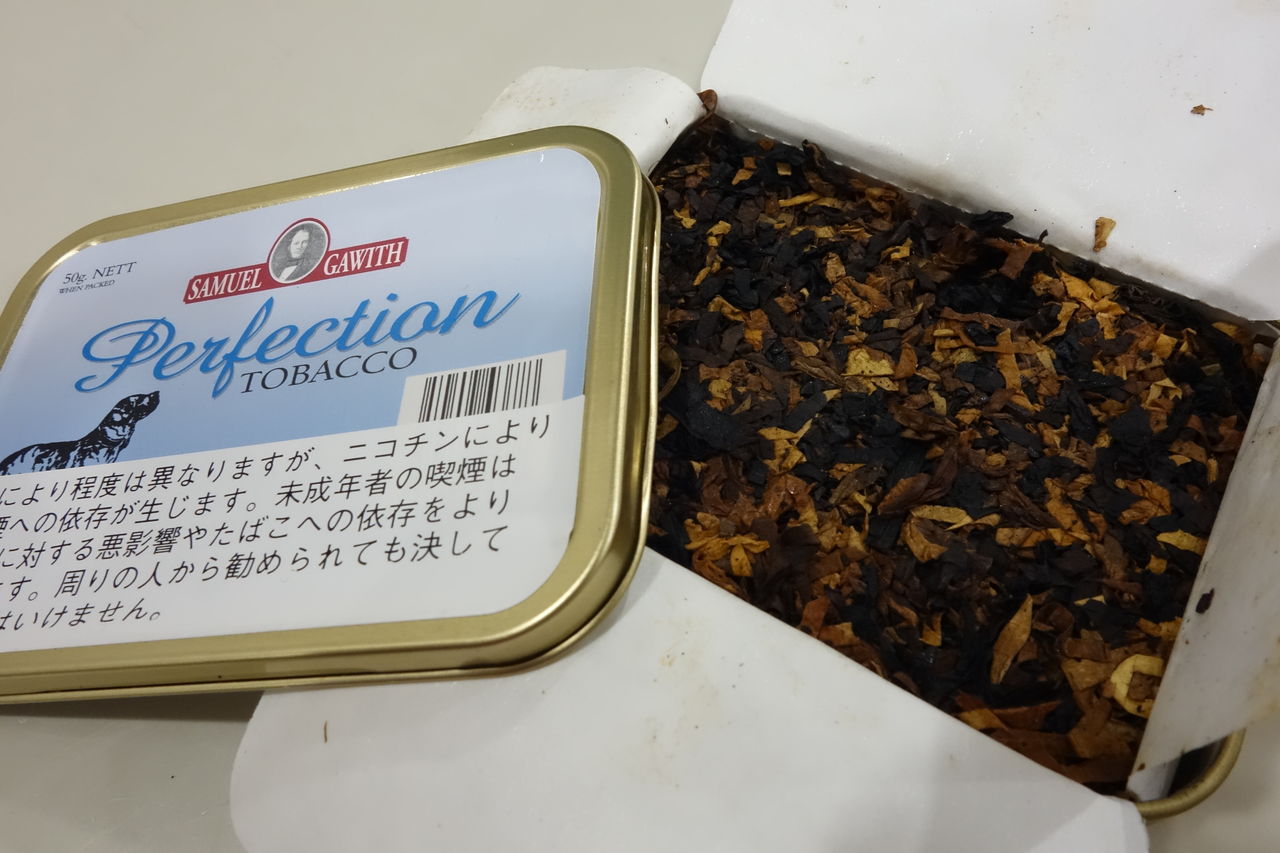 50g. NETT
WHEN PACKED
SAMUEL GAWITH
Perfection
TOBACCO
により程度は異なりますが、ニコチンにより
煙への依存が生じます。未成年者の喫煙は
に対する悪影響やたばこへの依存をより
す。周りの人から勧められても決して
はいけません。